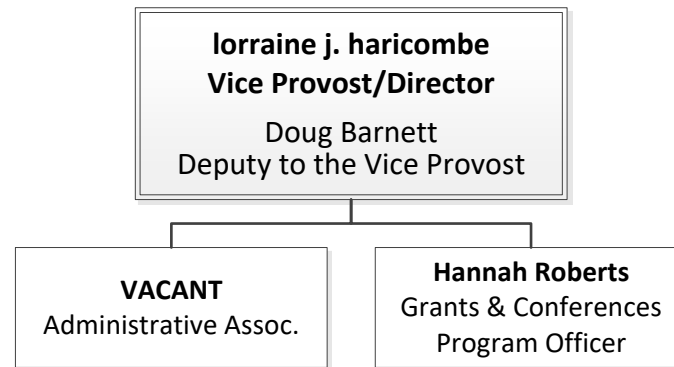 lorraine j. haricombe
Vice Provost/Director
Doug Barnett
Deputy to the Vice Provost
VACANT
Administrative Assoc.
Hannah Roberts
Grants & Conferences
Program Officer